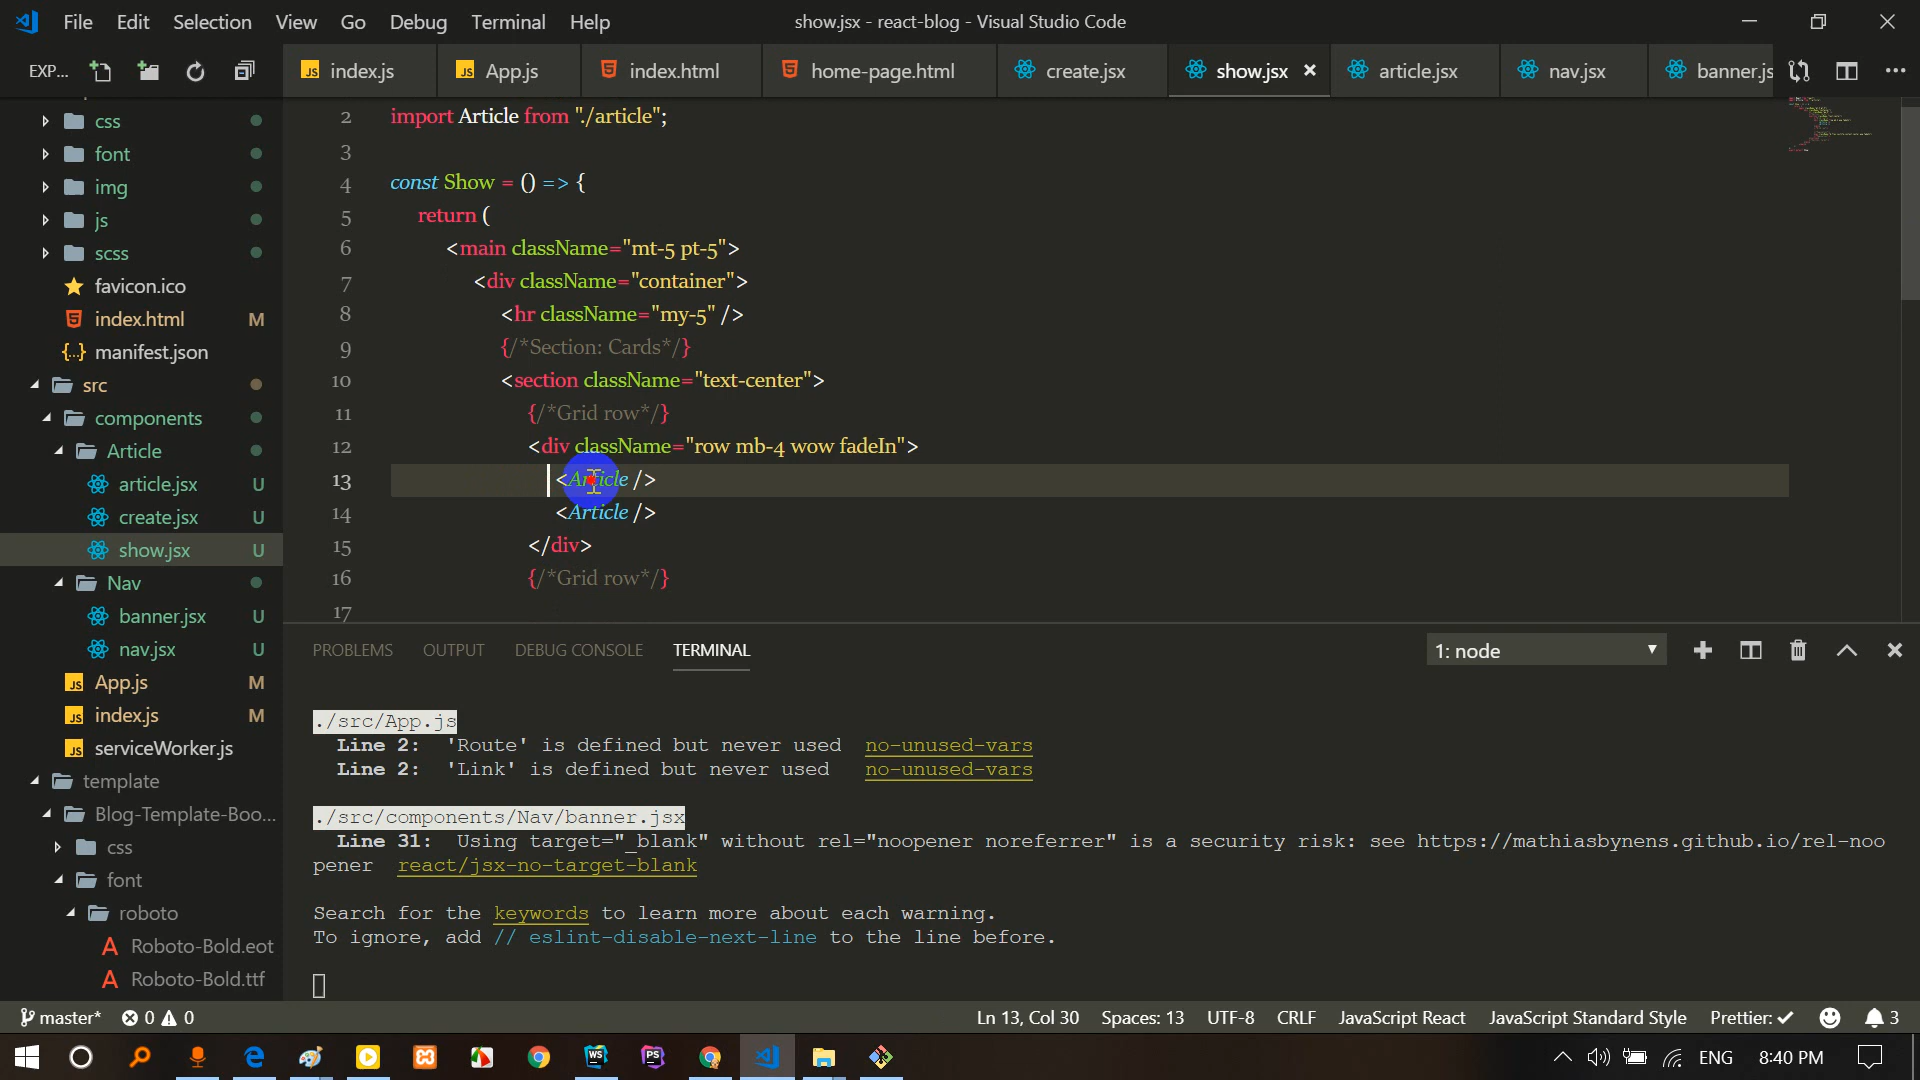 File Edit Selection View Go Debug Terminal Help
show.jsx - react-blog - Visual Studio Code
EXP...
index.js App.js index.html home-page.html create.jsx show.jsx article.jsx nav.jsx banner.js
css
font
img
js
scss
favicon.ico
index.html M
manifest.json
src
components
Article
article.jsx U
create.jsx U
show.jsx U
Nav
banner.jsx U
nav.jsx U
App.js M
index.js M
serviceWorker.js
template
Blog-Template-Boo...
css
font
roboto
Roboto-Bold.eot
Roboto-Bold.ttf
2 import Article from "./article";
3
4 const Show = () => {
5 return (
6 <main className="mt-5 pt-5">
7 <div className="container">
8 <hr className="my-5" />
9 {/*Section: Cards*/}
10 <section className="text-center">
11 {/*Grid row*/}
12 <div className="row mb-4 wow fadeIn">
13 <Article />
14 <Article />
15 </div>
16 {/*Grid row*/}
17
PROBLEMS OUTPUT DEBUG CONSOLE TERMINAL
1: node
./src/App.js
Line 2: 'Route' is defined but never used no-unused-vars
Line 2: 'Link' is defined but never used no-unused-vars
./src/components/Nav/banner.jsx
Line 31: Using target="_blank" without rel="noopener noreferrer" is a security risk: see https://mathiasbynens.github.io/rel-noo
pener react/jsx-no-target-blank
Search for the keywords to learn more about each warning.
To ignore, add // eslint-disable-next-line to the line before.
master* 0 0
Ln 13, Col 30 Spaces: 13 UTF-8 CRLF JavaScript React JavaScript Standard Style Prettier: ✓ 3
ENG 8:40 PM